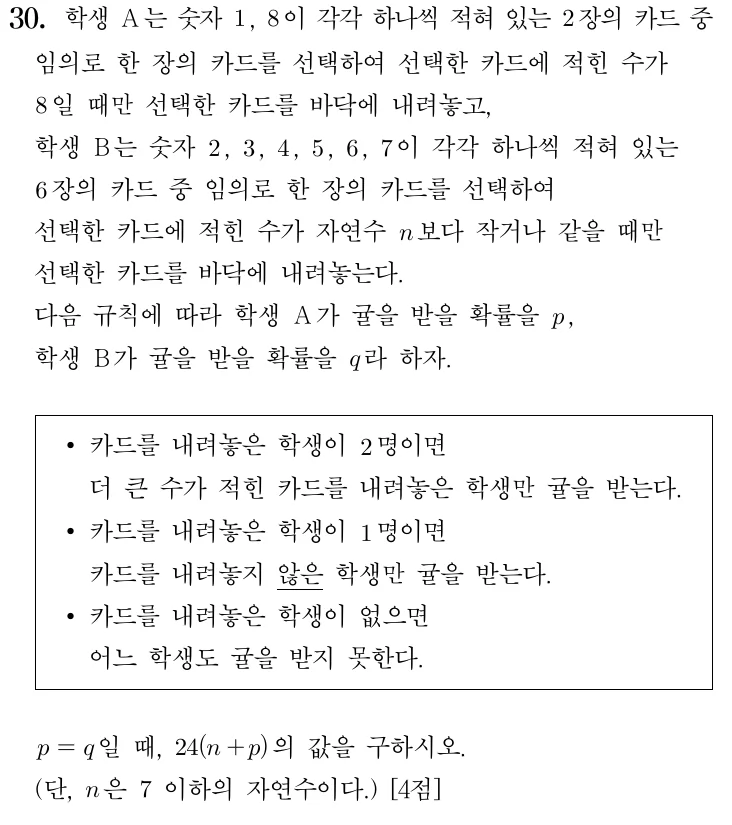 30. 학생 A는 숫자 1, 8이 각각 하나씩 적혀 있는 2장의 카드 중
임의로 한 장의 카드를 선택하여 선택한 카드에 적힌 수가
8일 때만 선택한 카드를 바닥에 내려놓고,
학생 B는 숫자 2, 3, 4, 5, 6, 7이 각각 하나씩 적혀 있는
6장의 카드 중 임의로 한 장의 카드를 선택하여
선택한 카드에 적힌 수가 자연수 n보다 작거나 같을 때만
선택한 카드를 바닥에 내려놓는다.
다음 규칙에 따라 학생 A가 귤을 받을 확률을 p,
학생 B가 귤을 받을 확률을 q라 하자.
• 카드를 내려놓은 학생이 2명이면
더 큰 수가 적힌 카드를 내려놓은 학생만 귤을 받는다.
• 카드를 내려놓은 학생이 1명이면
카드를 내려놓지 않은 학생만 귤을 받는다.
• 카드를 내려놓은 학생이 없으면
어느 학생도 귤을 받지 못한다.
p = q일 때, 24(n+p)의 값을 구하시오.
(단, n은 7 이하의 자연수이다.) [4점]